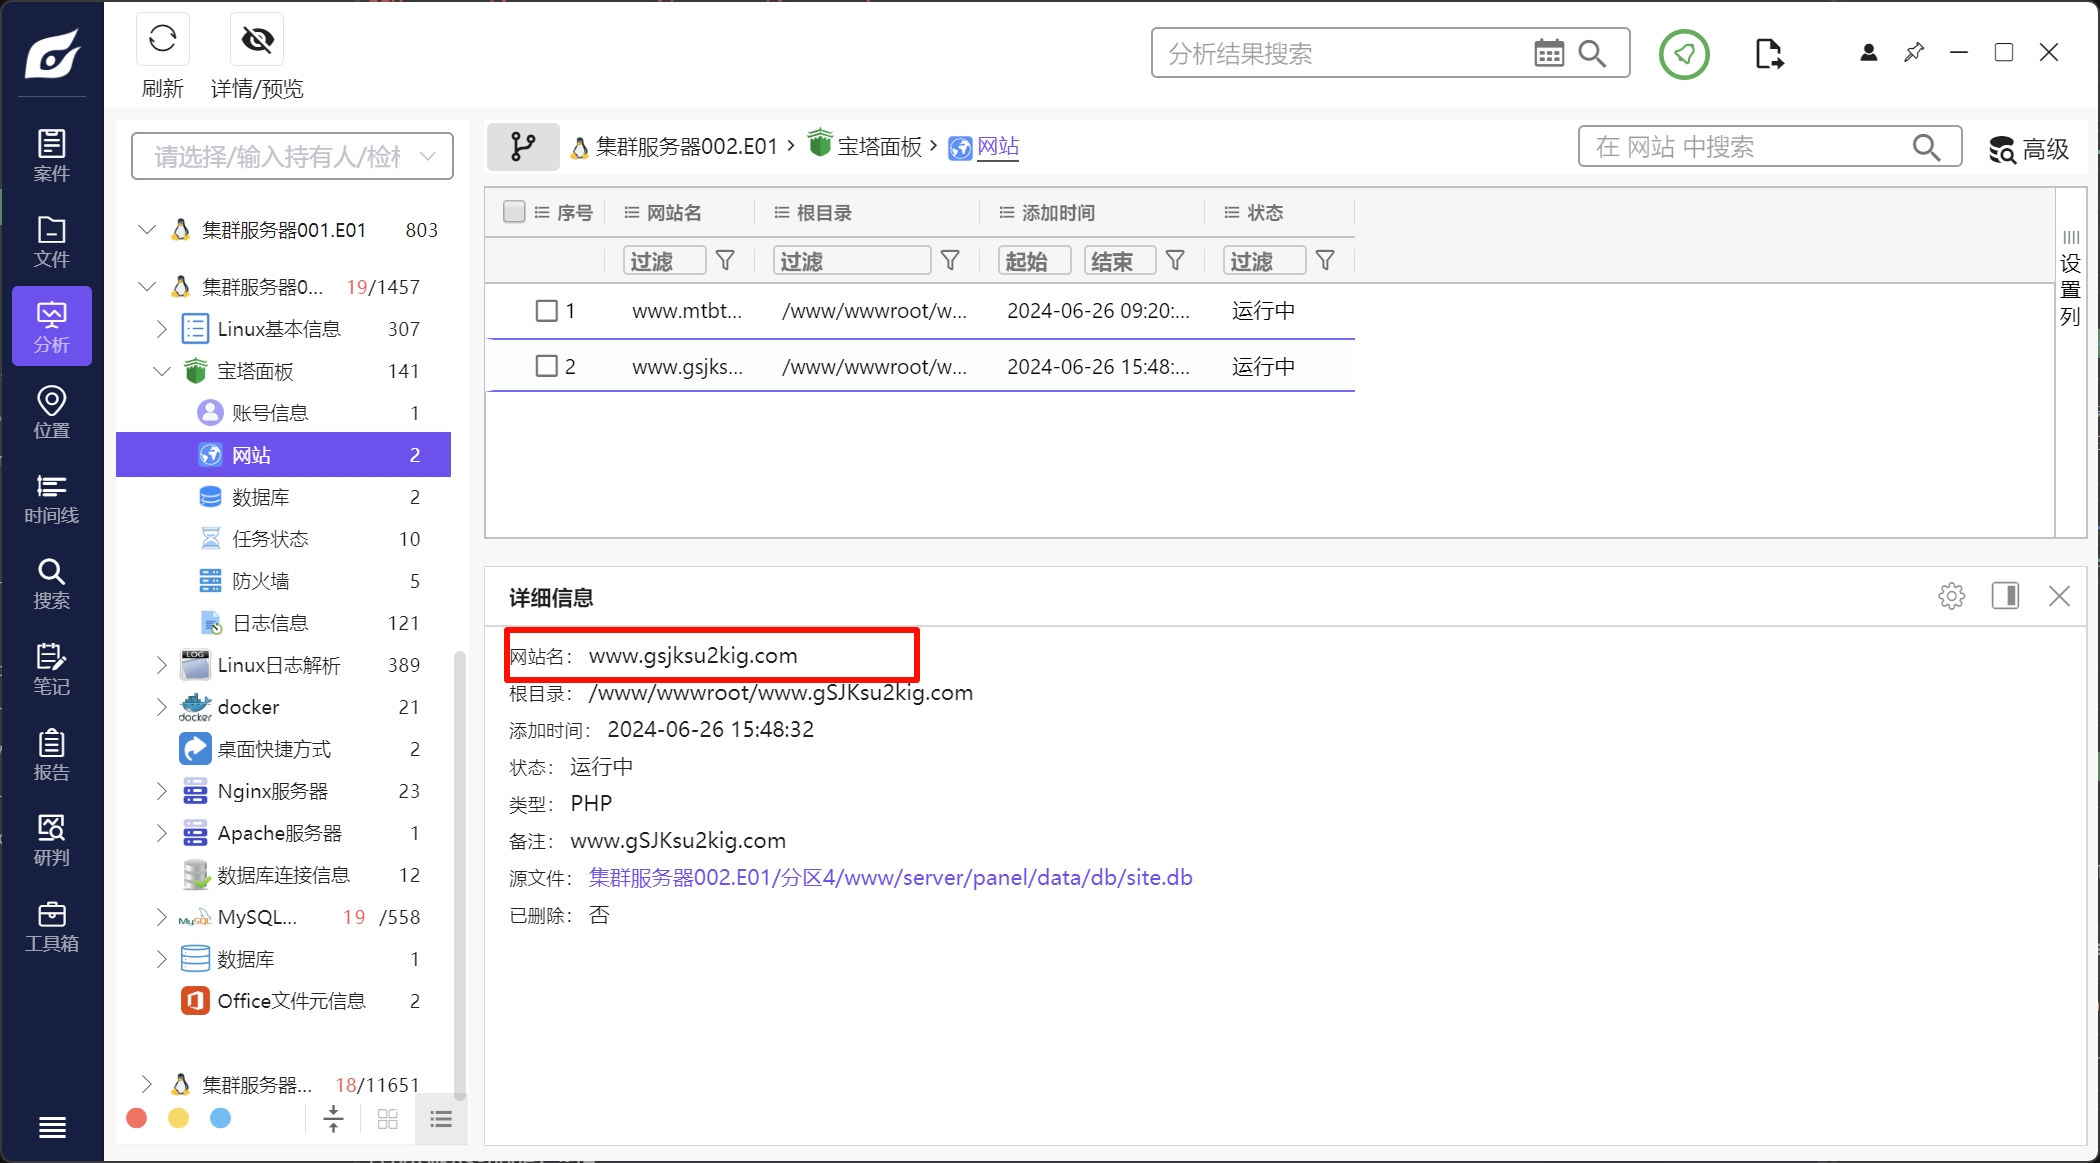 刷新
详情/预览
分析结果搜索
案件
文件
分析
位置
时间线
搜索
笔记
报告
研判
工具箱
请选择/输入持有人/检材
集群服务器001.E01 803
集群服务器0... 19/1457
Linux基本信息 307
宝塔面板 141
账号信息 1
网站 2
数据库 2
任务状态 10
防火墙 5
日志信息 121
LOG Linux日志解析 389
docker docker 21
桌面快捷方式 2
Nginx服务器 23
Apache服务器 1
数据库连接信息 12
MySQL MySQL... 19 /558
数据库 1
Office文件元信息 2
集群服务器... 18/11651
集群服务器002.E01 › 宝塔面板 › 网站
在 网站 中搜索
高级
序号 网站名 根目录 添加时间 状态
过滤 过滤 起始 结束 过滤
1 www.mtbt... /www/wwwroot/w... 2024-06-26 09:20:... 运行中
2 www.gsjks... /www/wwwroot/w... 2024-06-26 15:48:... 运行中
设置列
详细信息
网站名: www.gsjksu2kig.com
根目录: /www/wwwroot/www.gSJKsu2kig.com
添加时间: 2024-06-26 15:48:32
状态: 运行中
类型: PHP
备注: www.gSJKsu2kig.com
源文件: 集群服务器002.E01/分区4/www/server/panel/data/db/site.db
已删除: 否